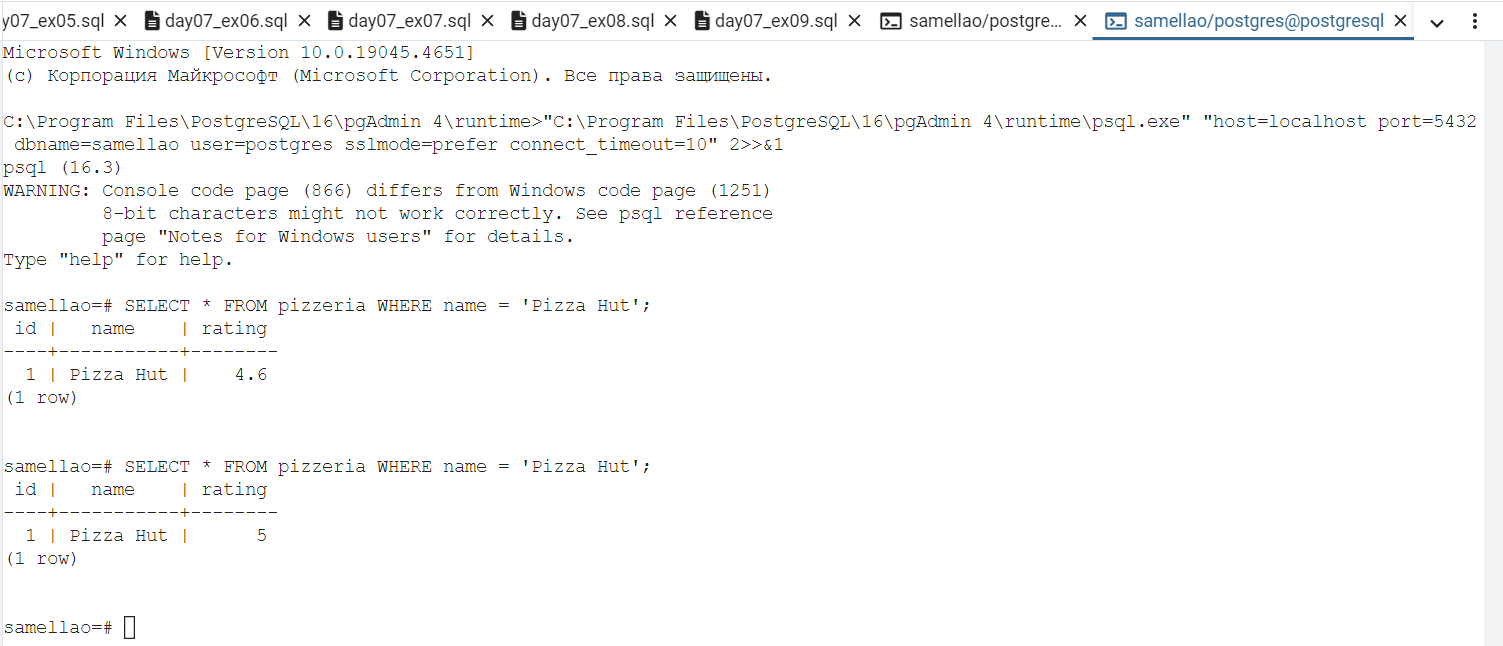 y07_ex05.sql × day07_ex06.sql × day07_ex07.sql × day07_ex08.sql × day07_ex09.sql × samellao/postgre... × samellao/postgres@postgresql ×
Microsoft Windows [Version 10.0.19045.4651]
(c) Корпорация Майкрософт (Microsoft Corporation). Все права защищены.
C:\Program Files\PostgreSQL\16\pgAdmin 4\runtime>"C:\Program Files\PostgreSQL\16\pgAdmin 4\runtime\psql.exe" "host=localhost port=5432
 dbname=samellao user=postgres sslmode=prefer connect_timeout=10" 2>>&1
psql (16.3)
WARNING: Console code page (866) differs from Windows code page (1251)
         8-bit characters might not work correctly. See psql reference
         page "Notes for Windows users" for details.
Type "help" for help.
samellao=# SELECT * FROM pizzeria WHERE name = 'Pizza Hut';
 id |   name    | rating
----+-----------+--------
  1 | Pizza Hut |    4.6
(1 row)
samellao=# SELECT * FROM pizzeria WHERE name = 'Pizza Hut';
 id |   name    | rating
----+-----------+--------
  1 | Pizza Hut |      5
(1 row)
samellao=#